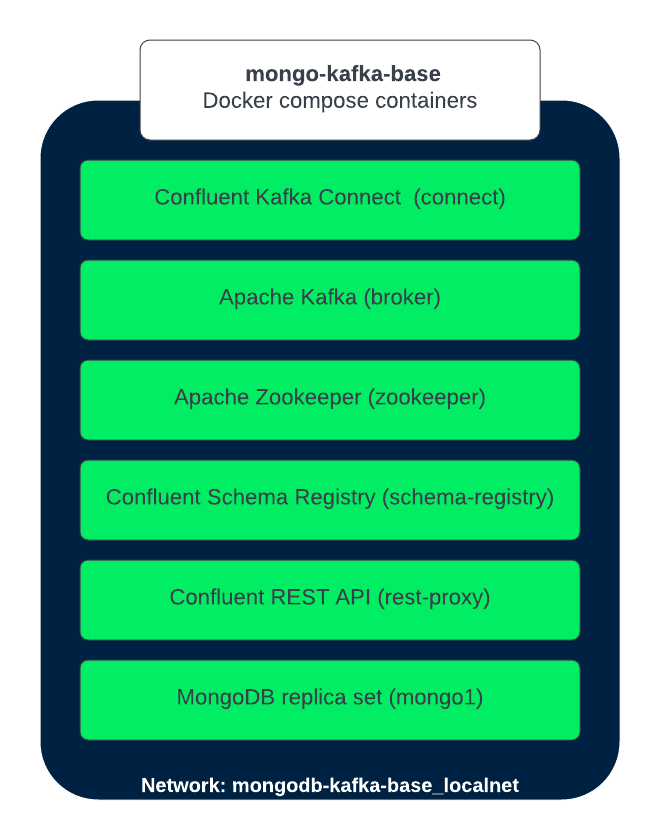 mongo-kafka-base
Docker compose containers
Confluent Kafka Connect  (connect)
Apache Kafka (broker)
Apache Zookeeper (zookeeper)
Confluent Schema Registry (schema-registry)
Confluent REST API (rest-proxy)
MongoDB replica set (mongo1)
Network: mongodb-kafka-base_localnet